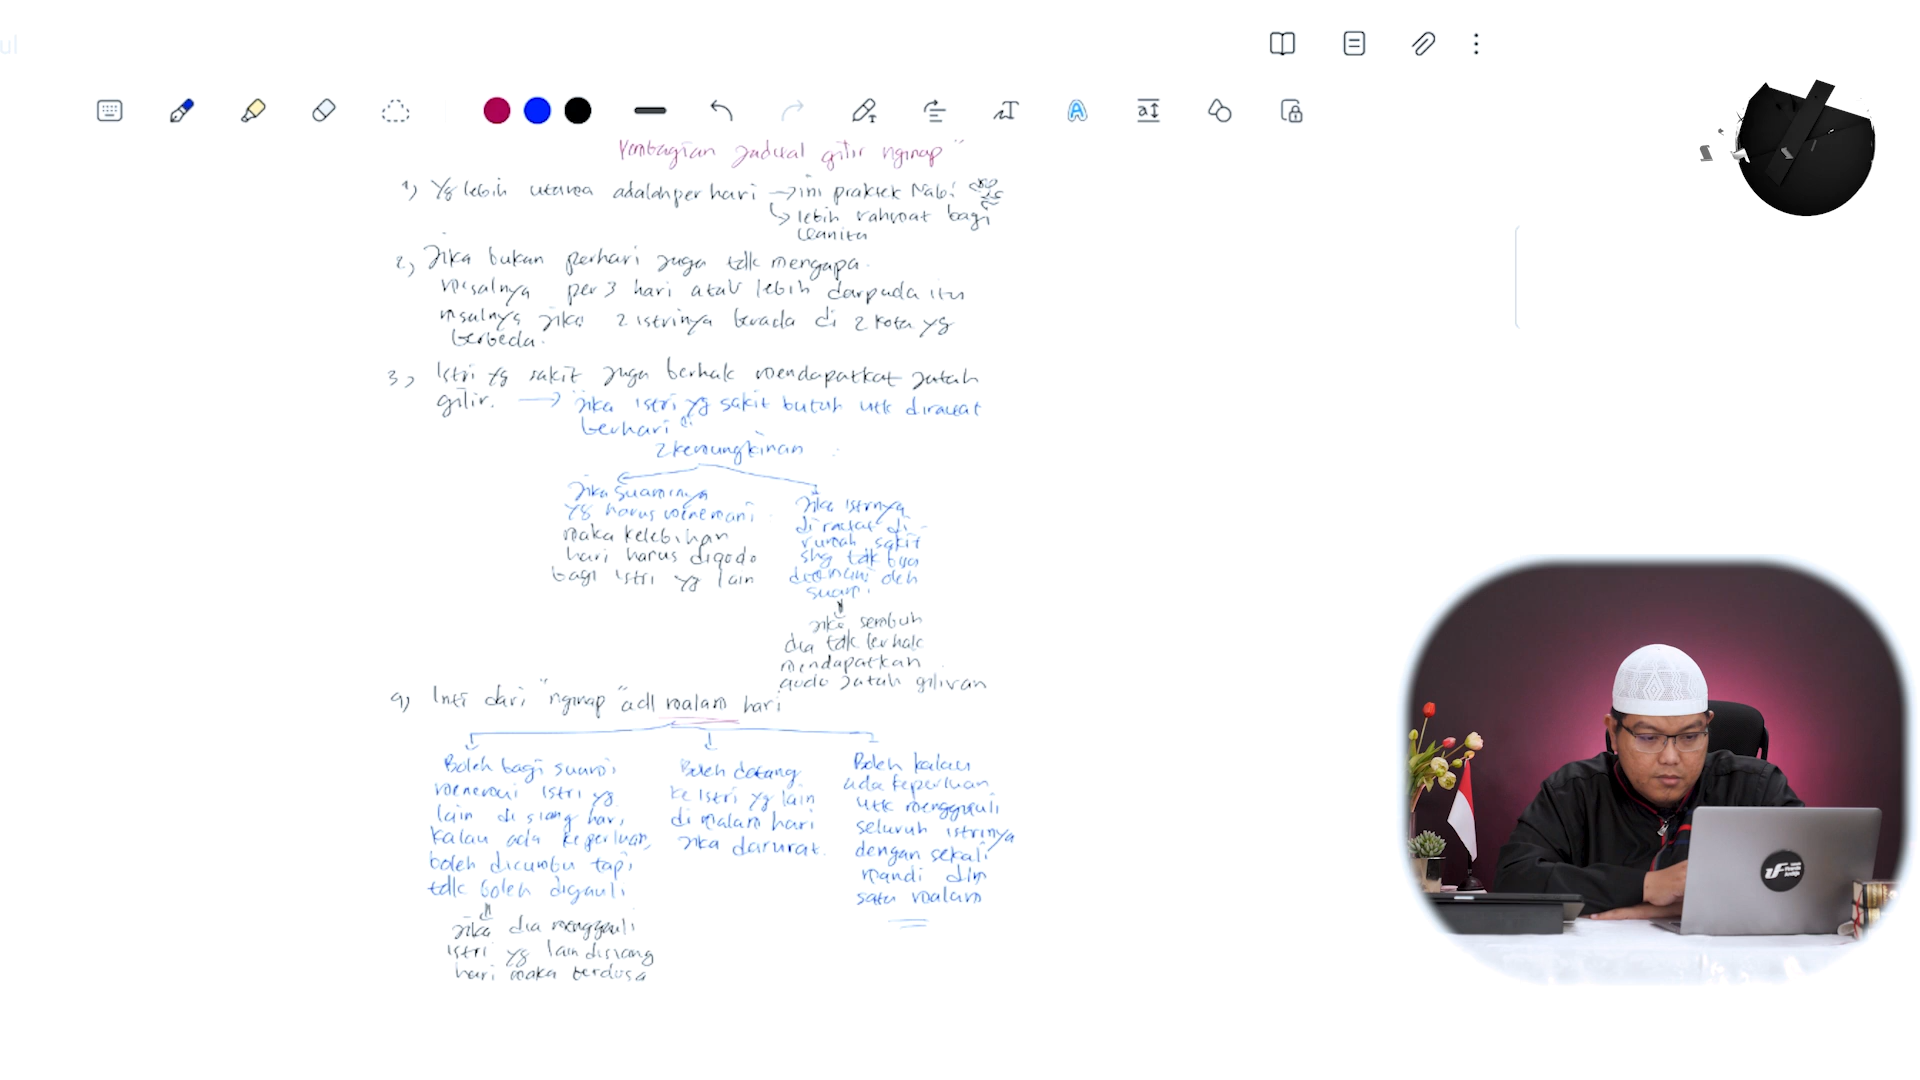 ul
Pembagian Jadwal gilir nginap"
1) Yg lebih utama adalah per hari → ini praktek Nabi ﷺ
↳ lebih rahmat bagi
wanita
2) Jika bukan perhari juga tdk mengapa.
Misalnya per 3 hari atau lebih daripada itu
misalnya jika 2 istrinya berada di 2 kota yg
berbeda.
3) Istri yg sakit juga berhak mendapatkat jatah
gilir. → jika istri yg sakit butuh utk dirawat
berhari
2 kemungkinan
Jika suaminya
yg harus menemani
maka kelebihan
hari harus diqodo
bagi istri yg lain
Jika istrnya
dirawat di
rumah sakit
shg tdk bisa
ditemani oleh
suami
jika sembuh
dia tdk berhak
mendapatkan
qodo jatah giliran
4) Inti dari "nginap" adl malam hari
Boleh bagi suami
menemui istri yg
lain di siang hari
kalau ada keperluan,
boleh dicumbu tapi
tdk boleh digauli
jika dia menggauli
istri yg lain disiang
hari maka berdosa
Boleh datang
ke istri yg lain
di malam hari
jika darurat.
Boleh kalau
ada keperluan
utk menggauli
seluruh istrinya
dengan sekali
mandi dlm
satu malam